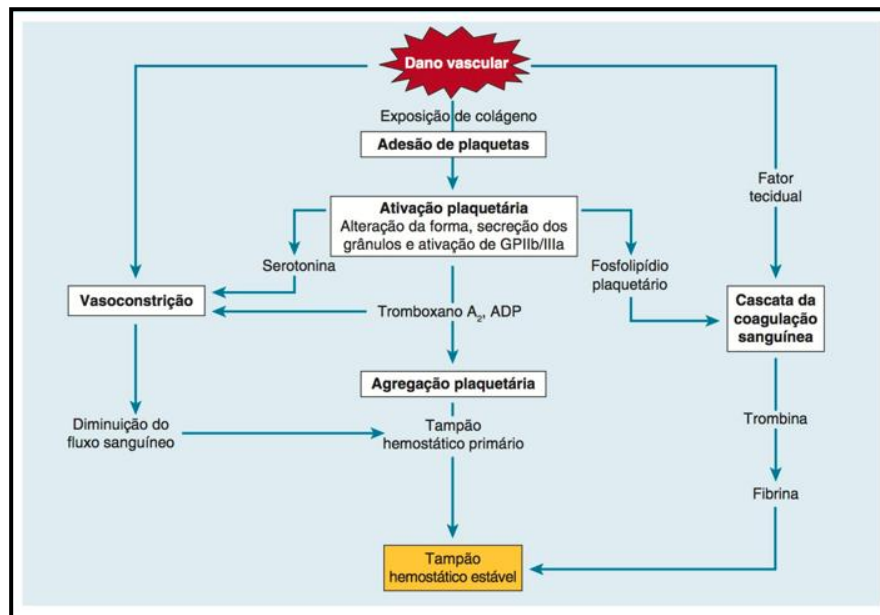 Dano vascular
Exposição de colágeno
Adesão de plaquetas
Ativação plaquetária
Alteração da forma, secreção dos
grânulos e ativação de GPIIb/IIIa
Fator
tecidual
Serotonina
Fosfolipídio
plaquetário
Vasoconstrição
Tromboxano A₂, ADP
Cascata da
coagulação
sanguínea
Agregação plaquetária
Diminuição do
fluxo sanguíneo
Tampão
hemostático primário
Trombina
Fibrina
Tampão
hemostático estável